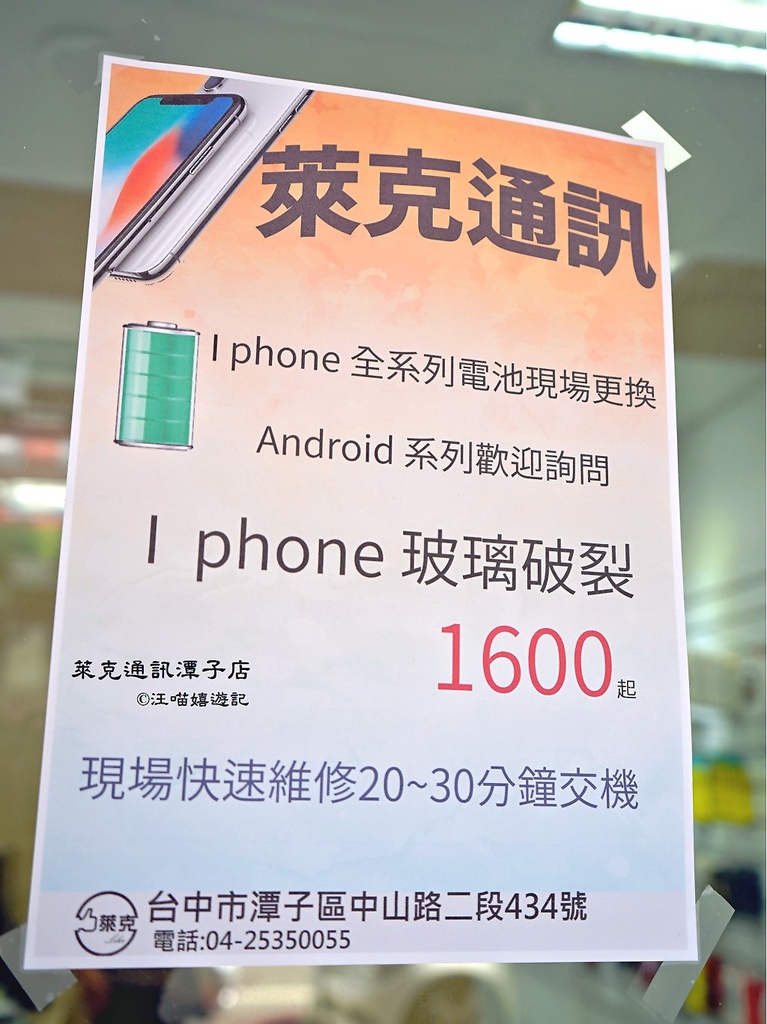 萊克通訊
I phone 全系列電池現場更換
Android 系列歡迎詢問
I phone 玻璃破裂
1600起
萊克通訊潭子店
©汪喵嬉遊記
現場快速維修20~30分鐘交機
萊克
Like
台中市潭子區中山路二段434號
電話:04-25350055